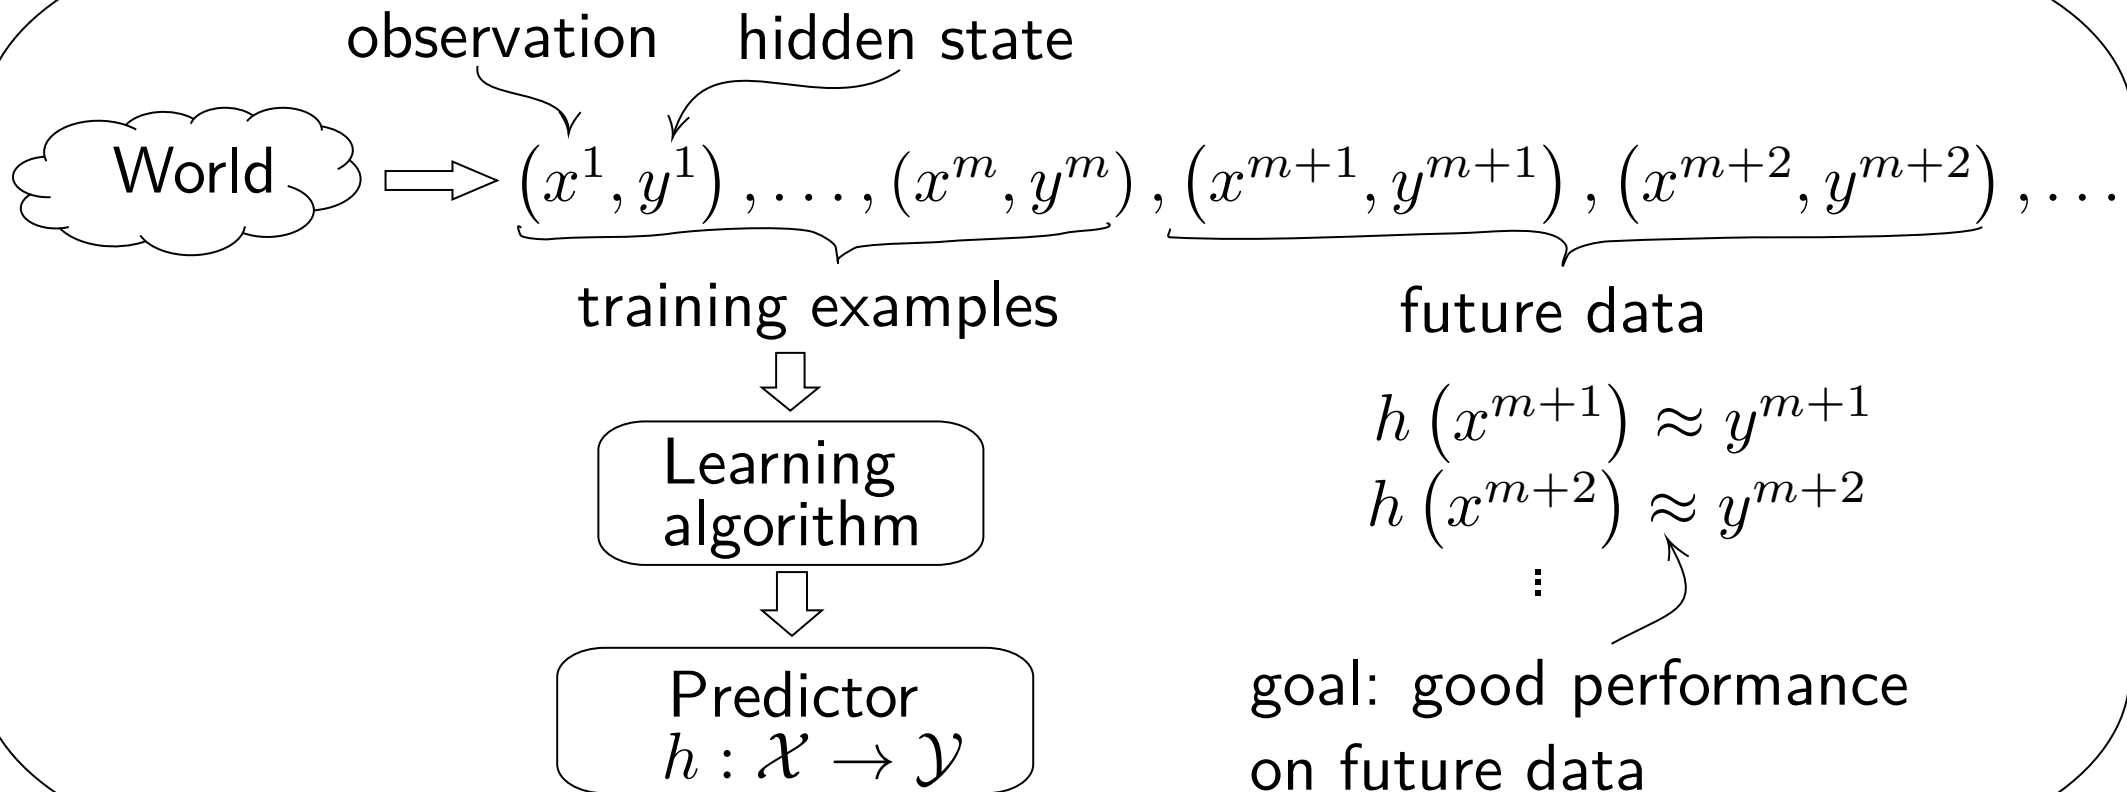 observation hidden state
World (x^1, y^1), ..., (x^m, y^m), (x^{m+1}, y^{m+1}), (x^{m+2}, y^{m+2}), ....
training examples
future data
Learning
algorithm
Predictor
h : 𝒳 → 𝒴
h (x^{m+1}) ≈ y^{m+1}
h (x^{m+2}) ≈ y^{m+2}
⋮
goal: good performance
on future data